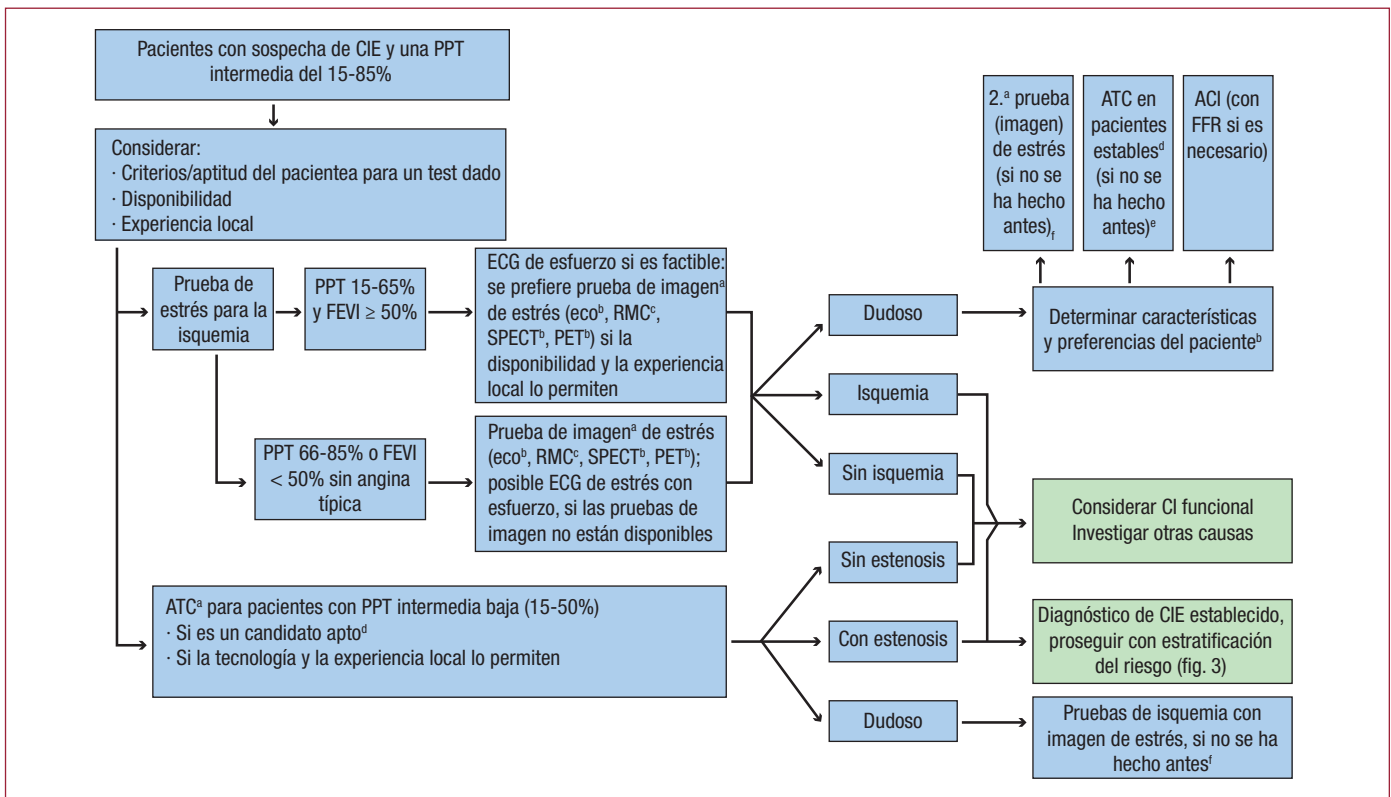 Pacientes con sospecha de CIE y una PPT
intermedia del 15-85%
Considerar:
· Criterios/aptitud del pacientea para un test dado
· Disponibilidad
· Experiencia local
Prueba de
estrés para la
isquemia
PPT 15-65%
y FEVI ≥ 50%
ECG de esfuerzo si es factible:
se prefiere prueba de imagenᵃ
de estrés (ecoᵇ, RMCᶜ,
SPECTᵇ, PETᵇ) si la
disponibilidad y la experiencia
local lo permiten
PPT 66-85% o FEVI
< 50% sin angina
típica
Prueba de imagenᵃ de estrés
(ecoᵇ, RMCᶜ, SPECTᵇ, PETᵇ);
posible ECG de estrés con
esfuerzo, si las pruebas de
imagen no están disponibles
ATCᵃ para pacientes con PPT intermedia baja (15-50%)
· Si es un candidato aptoᵈ
· Si la tecnología y la experiencia local lo permiten
Dudoso
Isquemia
Sin isquemia
Sin estenosis
Con estenosis
Dudoso
2.ᵃ prueba
(imagen)
de estrés
(si no se
ha hecho
antes)f
ATC en
pacientes
establesᵈ
(si no se
ha hecho
antes)ᵉ
ACI (con
FFR si es
necesario)
Determinar características
y preferencias del pacienteᵇ
Considerar CI funcional
Investigar otras causas
Diagnóstico de CIE establecido,
proseguir con estratificación
del riesgo (fig. 3)
Pruebas de isquemia con
imagen de estrés, si no se ha
hecho antesᶠ